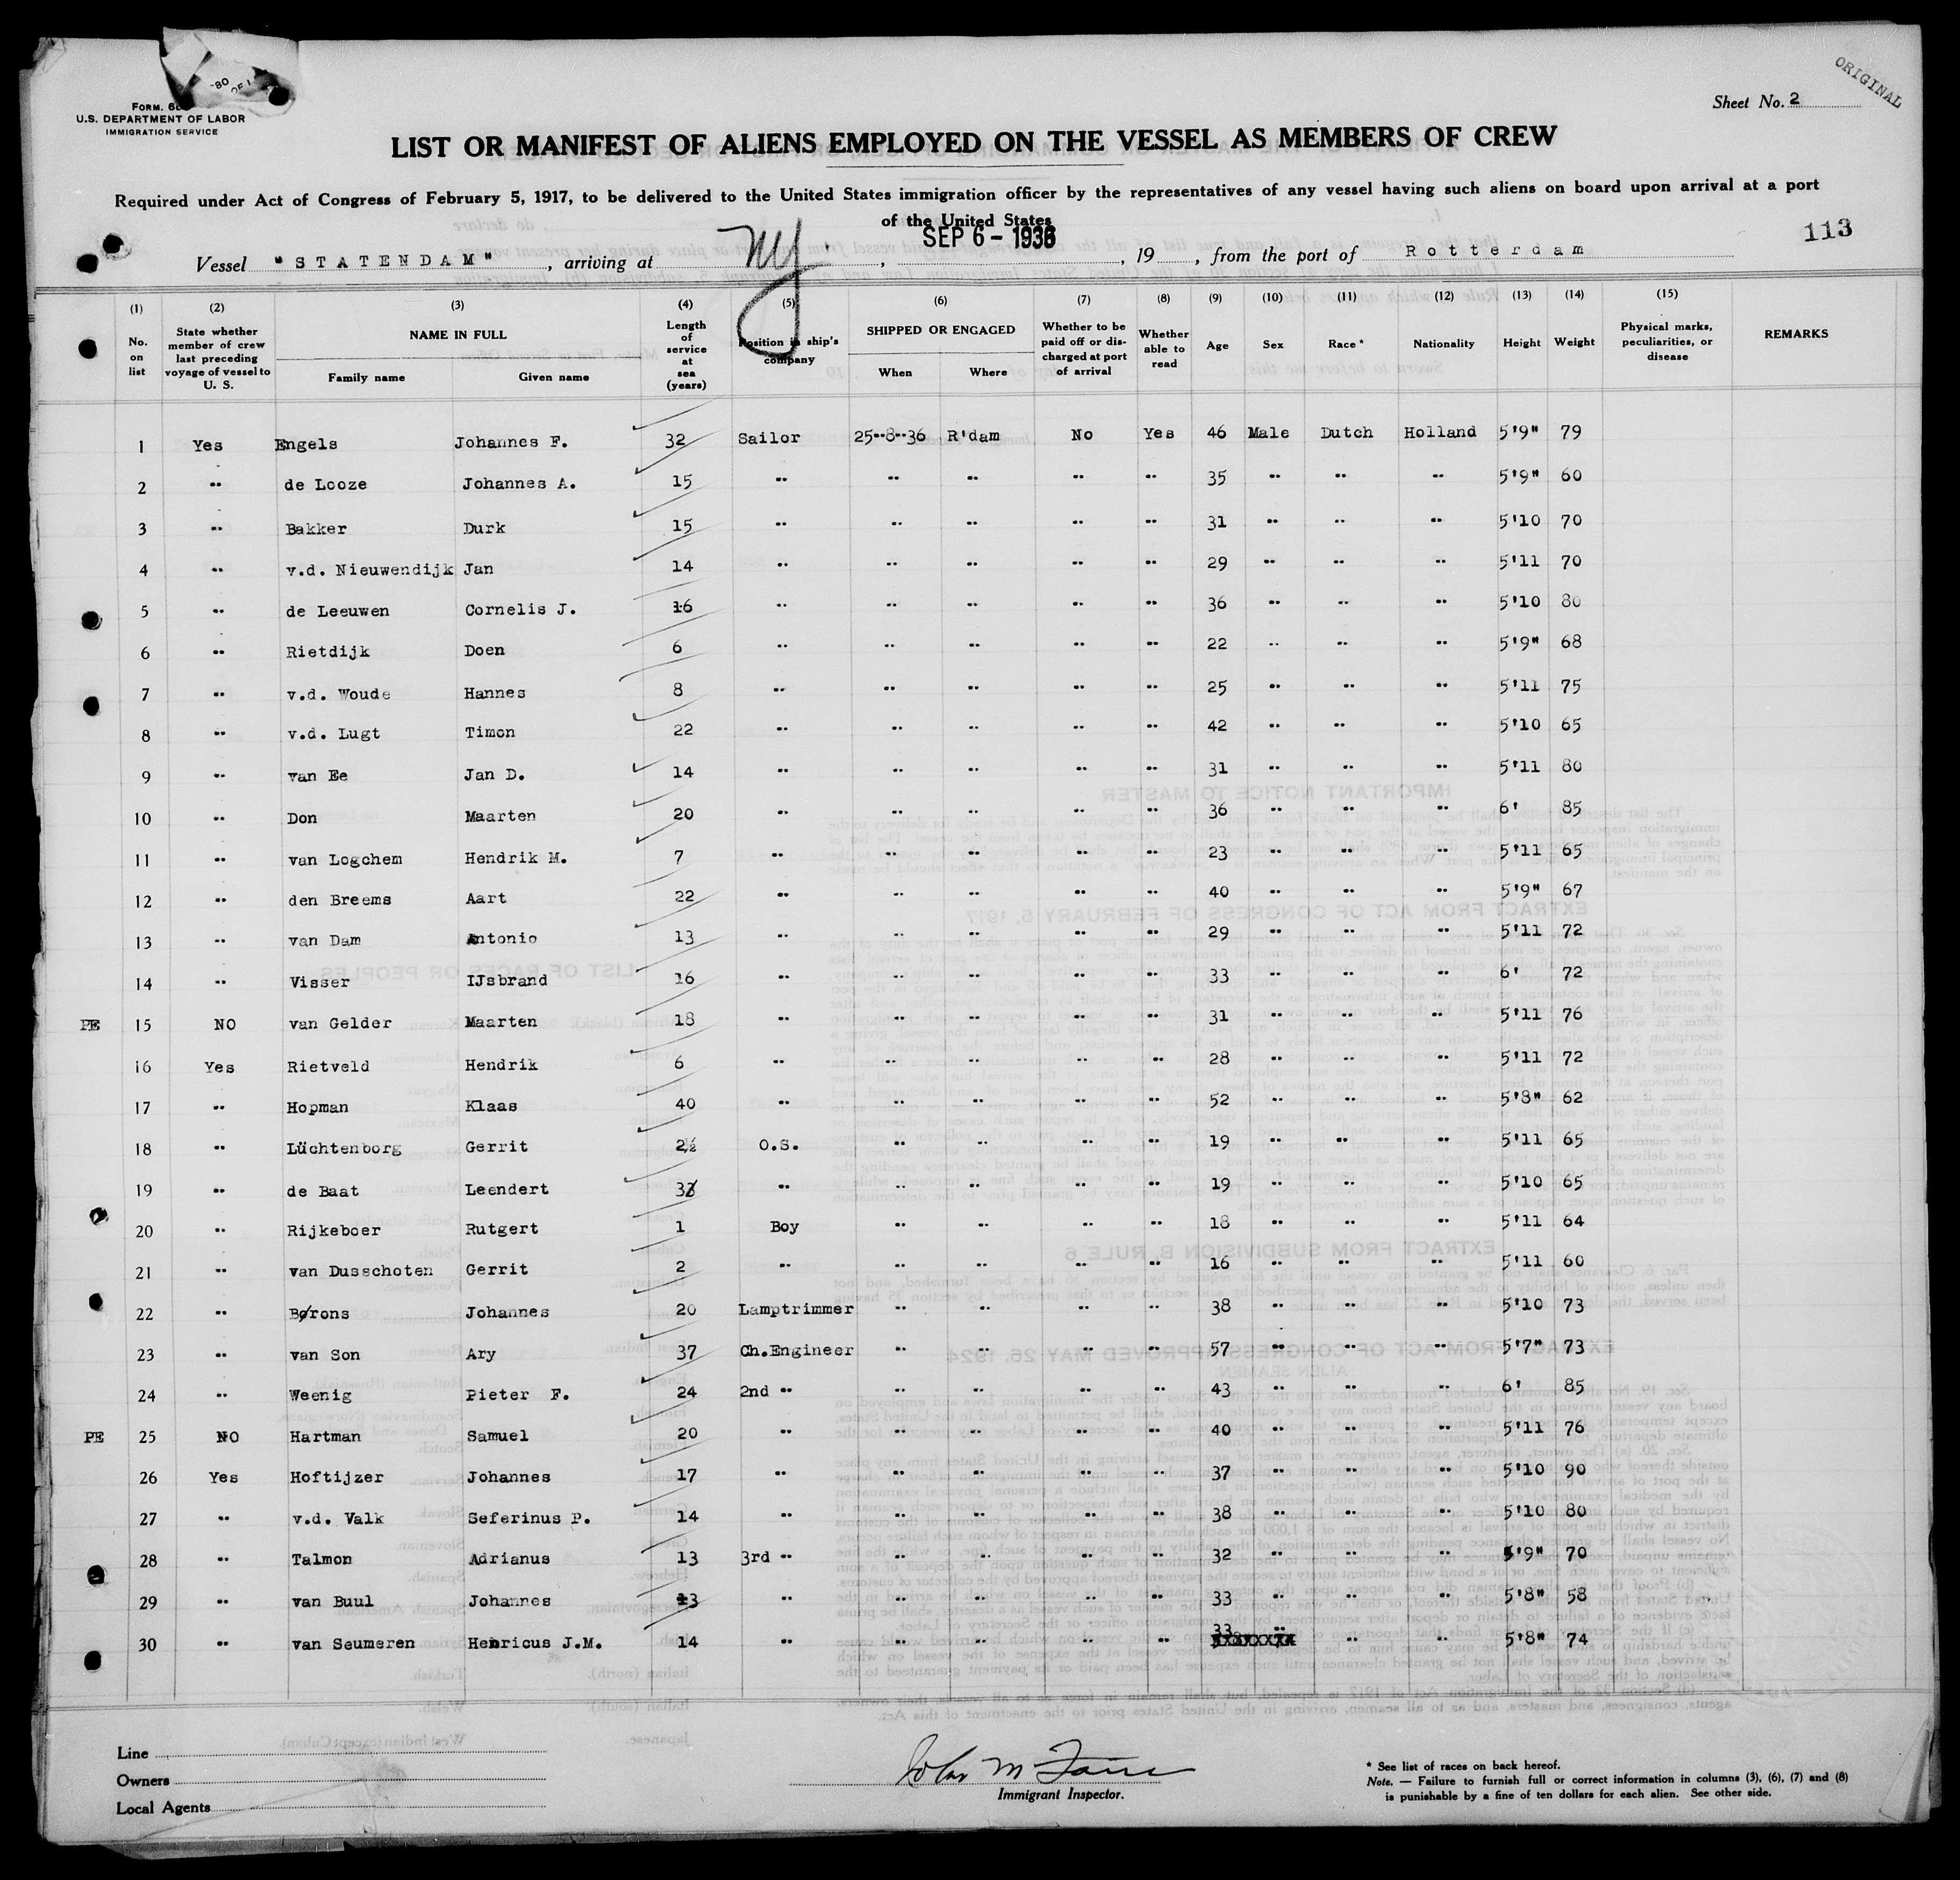 ORIGINAL
Sheet No. 2
FORM. 68
U.S. DEPARTMENT OF LABOR
IMMIGRATION SERVICE
LIST OR MANIFEST OF ALIENS EMPLOYED ON THE VESSEL AS MEMBERS OF CREW
Required under Act of Congress of February 5, 1917, to be delivered to the United States immigration officer by the representatives of any vessel having such aliens on board upon arrival at a port
of the United States
113
Vessel "STATENDAM", arriving at NY, SEP 6 - 1936, 19, from the port of Rotterdam
(1) (2) (3) (4) (5) (6) (7) (8) (9) (10) (11) (12) (13) (14) (15)
No. on list | State whether member of crew last preceding voyage of vessel to U. S. | NAME IN FULL Family name Given name | Length of service at sea (years) | Position in ship's company | SHIPPED OR ENGAGED When Where | Whether to be paid off or discharged at port of arrival | Whether able to read | Age | Sex | Race * | Nationality | Height | Weight | Physical marks, peculiarities, or disease | REMARKS
1 Yes Engels Johannes F. 32 Sailor 25-8-36 R'dam No Yes 46 Male Dutch Holland 5'9" 79
2 " de Looze Johannes A. 15 " " " " " 35 " " " 5'9" 60
3 " Bakker Durk 15 " " " " " 31 " " " 5'10 70
4 " v.d. Nieuwendijk Jan 14 " " " " " 29 " " " 5'11 70
5 " de Leeuwen Cornelis J. 16 " " " " " 36 " " " 5'10 80
6 " Rietdijk Doen 6 " " " " " 22 " " " 5'9" 68
7 " v.d. Woude Hannes 8 " " " " " 25 " " " 5'11 75
8 " v.d. Lugt Timon 22 " " " " " 42 " " " 5'10 65
9 " van Ee Jan D. 14 " " " " " 31 " " " 5'11 80
10 " Don Maarten 20 " " " " " 36 " " " 6' 85
11 " van Logchem Hendrik M. 7 " " " " " 23 " " " 5'11 65
12 " den Breems Aart 22 " " " " " 40 " " " 5'9" 67
13 " van Dam Antonio 13 " " " " " 29 " " " 5'11 72
14 " Visser IJsbrand 16 " " " " " 33 " " " 6' 72
PE 15 NO van Gelder Maarten 18 " " " " " 31 " " " 5'11 76
16 Yes Rietveld Hendrik 6 " " " " " 28 " " " 5'11 72
17 " Hopman Klaas 40 " " " " " 52 " " " 5'8" 62
18 " Lüchtenborg Gerrit 2½ O.S. " " " " 19 " " " 5'11 65
19 " de Baat Leendert 3 " " " " " 19 " " " 5'10 65
20 " Rijkeboer Rutgert 1 Boy " " " " 18 " " " 5'11 64
21 " van Dusschoten Gerrit 2 " " " " " 16 " " " 5'11 60
22 " Børons Johannes 20 Lamptrimmer " " " " 38 " " " 5'10 73
23 " van Son Ary 37 Ch.Engineer " " " " 57 " " " 5'7" 73
24 " Weenig Pieter F. 24 2nd " " " " " 43 " " " 6' 85
PE 25 NO Hartman Samuel 20 " " " " " 40 " " " 5'11 76
26 Yes Hoftijzer Johannes 17 " " " " " 37 " " " 5'10 90
27 " v.d. Valk Seferinus P. 14 " " " " " 38 " " " 5'10 80
28 " Talmon Adrianus 13 3rd " " " " " 32 " " " 5'9" 70
29 " van Buul Johannes 13 " " " " " 33 " " " 5'8" 58
30 " van Seumeren Henricus J.M. 14 " " " " " 33 " " " 5'8" 74
Line
Owners
Local Agents
Immigrant Inspector.
* See list of races on back hereof.
Note. — Failure to furnish full or correct information in columns (3), (6), (7) and (8)
is punishable by a fine of ten dollars for each alien. See other side.